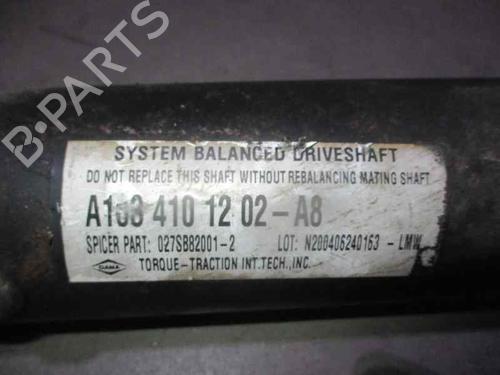 SYSTEM BALANCED DRIVESHAFT
DO NOT REPLACE THIS SHAFT WITHOUT REBALANCING MATING SHAFT
A163 410 12 02-A8
SPICER PART: 027SB82001-2 LOT: N200406240163 - LMW
DANA TORQUE-TRACTION INT.TECH.,INC.
B-PARTS